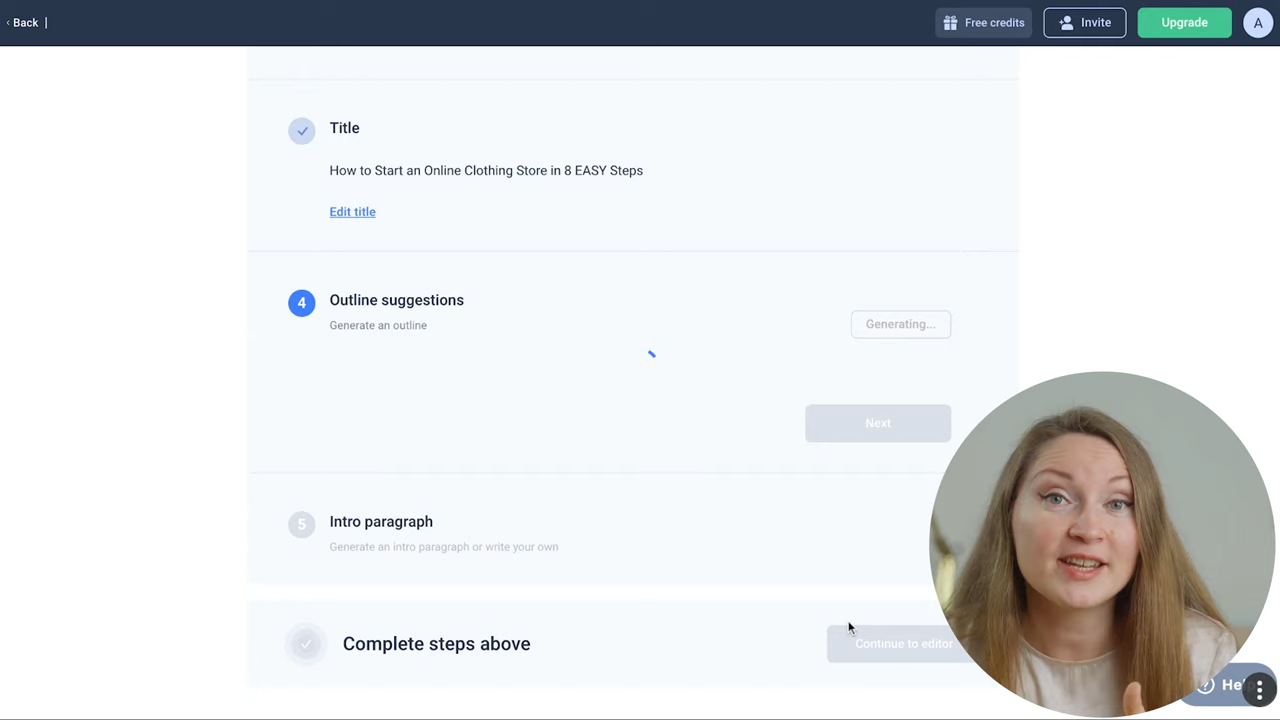 ‹ Back |
Free credits
Invite
Upgrade
A
Title
How to Start an Online Clothing Store in 8 EASY Steps
Edit title
4
Outline suggestions
Generate an outline
Generating...
Next
5
Intro paragraph
Generate an intro paragraph or write your own
Complete steps above
Continue to editor
?